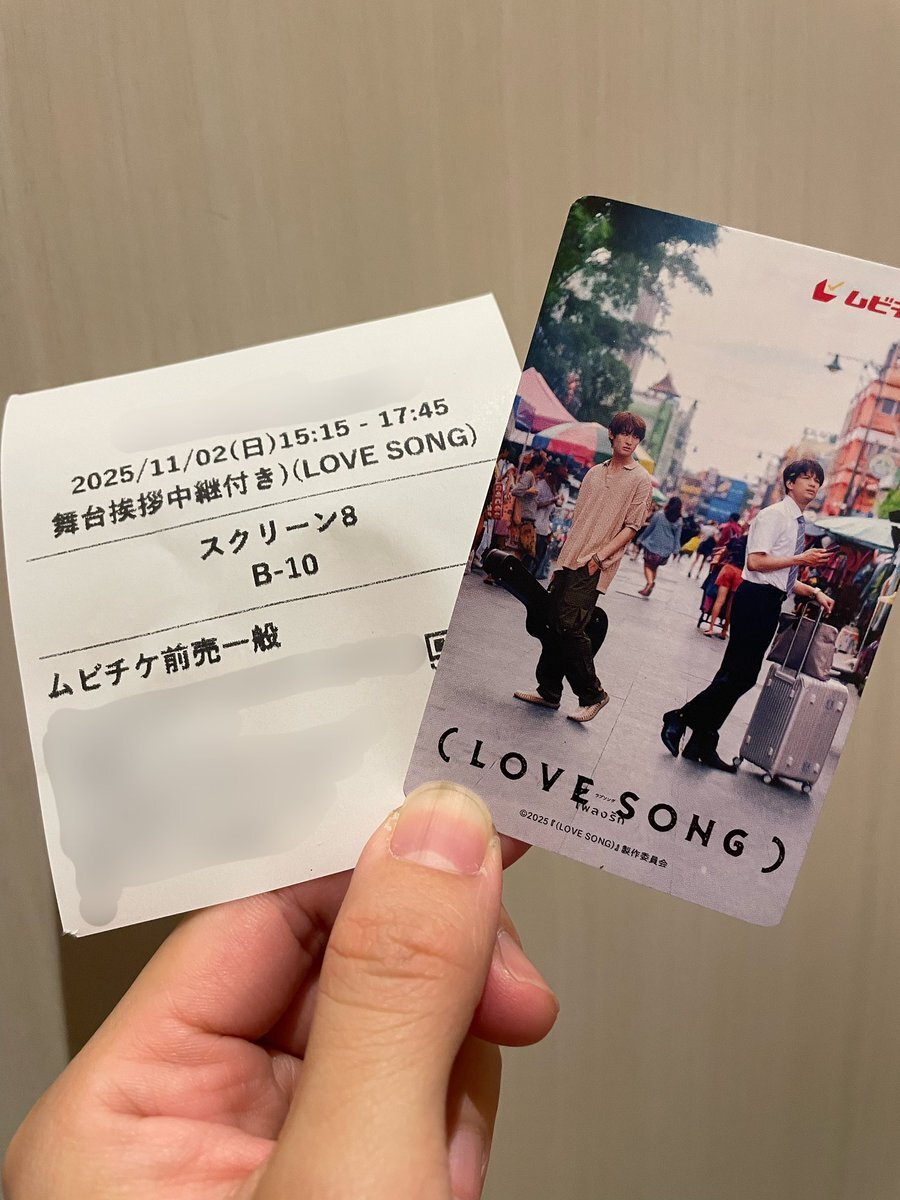 2025/11/02(日)15:15 - 17:45
舞台挨拶中継付き)(LOVE SONG)
スクリーン8
B-10
ムビチケ前売一般
ムビチ
(LOVE SONG)
ラブソング
เพลงรัก
©2025『(LOVE SONG)』製作委員会